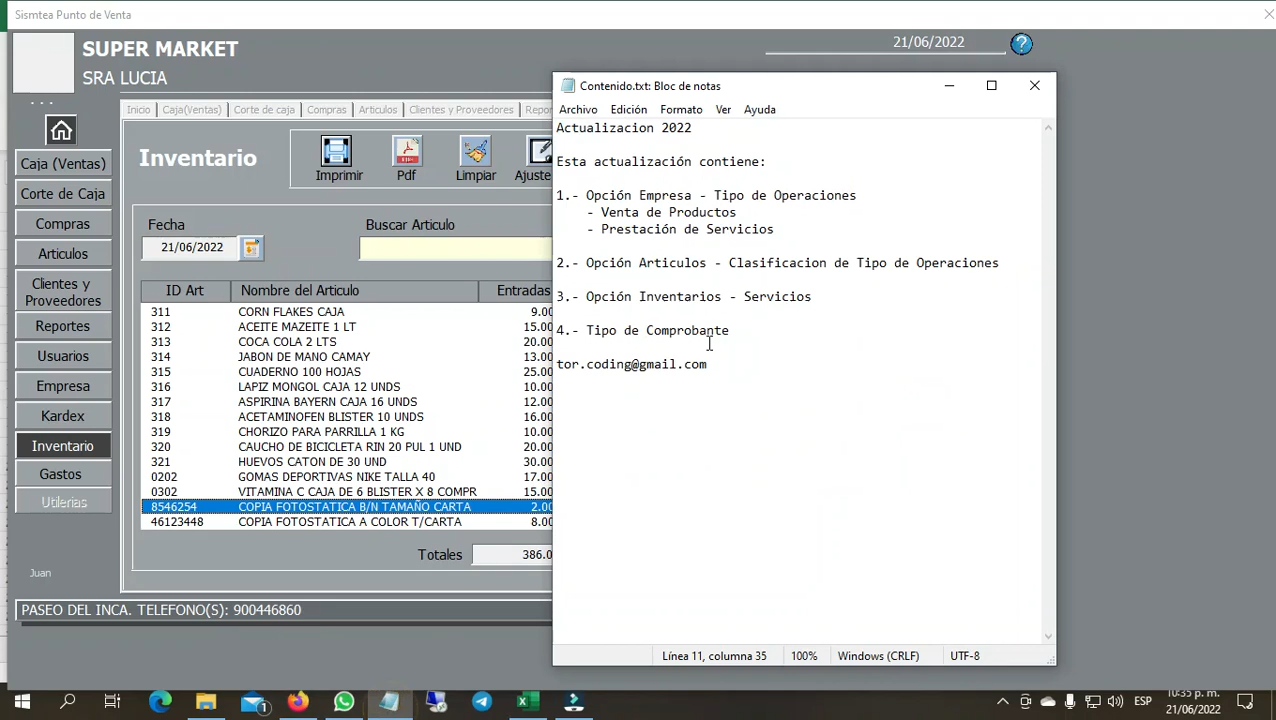 Sismtea Punto de Venta
SUPER MARKET
SRA LUCIA
21/06/2022
?
. . .
Caja (Ventas)
Corte de Caja
Compras
Articulos
Clientes y
Proveedores
Reportes
Usuarios
Empresa
Kardex
Inventario
Gastos
Utilerias
Juan
Inicio
Caja(Ventas)
Corte de caja
Compras
Articulos
Clientes y Proveedores
Repor
Inventario
Imprimir
Pdf
Limpiar
Ajuste
Fecha
21/06/2022
Buscar Articulo
ID Art Nombre del Articulo Entradas
311 CORN FLAKES CAJA 9.00
312 ACEITE MAZEITE 1 LT 15.00
313 COCA COLA 2 LTS 20.00
314 JABON DE MANO CAMAY 13.00
315 CUADERNO 100 HOJAS 25.00
316 LAPIZ MONGOL CAJA 12 UNDS 10.00
317 ASPIRINA BAYERN CAJA 16 UNDS 12.00
318 ACETAMINOFEN BLISTER 10 UNDS 16.00
319 CHORIZO PARA PARRILLA 1 KG 10.00
320 CAUCHO DE BICICLETA RIN 20 PUL 1 UND 20.00
321 HUEVOS CATON DE 30 UND 30.00
0202 GOMAS DEPORTIVAS NIKE TALLA 40 17.00
0302 VITAMINA C CAJA DE 6 BLISTER X 8 COMPR 15.00
8546254 COPIA FOTOSTATICA B/N TAMAÑO CARTA 2.00
46123448 COPIA FOTOSTATICA A COLOR T/CARTA 8.00
Totales 386.0
PASEO DEL INCA. TELEFONO(S): 900446860
Contenido.txt: Bloc de notas
Archivo Edición Formato Ver Ayuda
Actualizacion 2022
Esta actualización contiene:
1.- Opción Empresa - Tipo de Operaciones
- Venta de Productos
- Prestación de Servicios
2.- Opción Articulos - Clasificacion de Tipo de Operaciones
3.- Opción Inventarios - Servicios
4.- Tipo de Comprobante
tor.coding@gmail.com
Línea 11, columna 35 100% Windows (CRLF) UTF-8
1
ESP
10:35 p. m.
21/06/2022